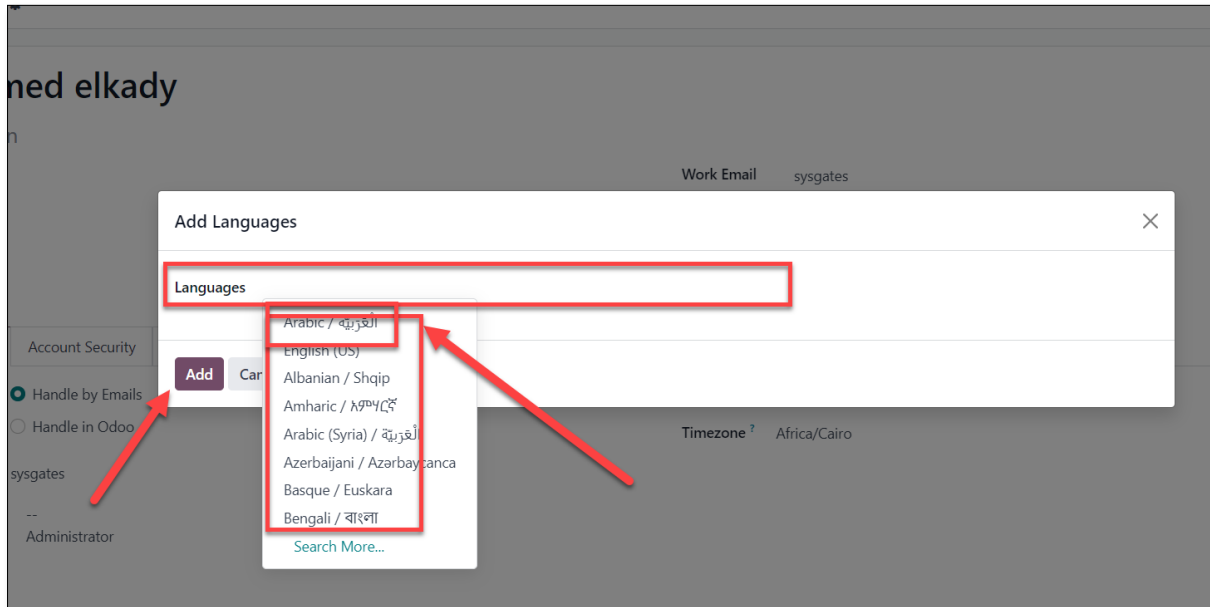 med elkady
Work Email sysgates
Add Languages
Languages
Arabic / الْعَرَبيّة
English (US)
Account Security
Add
Albanian / Shqip
Handle by Emails
Amharic / አምሃርኛ
Handle in Odoo
Arabic (Syria) / الْعَرَبيّة
Timezone ? Africa/Cairo
Azerbaijani / Azərbaycanca
sysgates
Basque / Euskara
--
Bengali / বাংলা
Administrator
Search More...